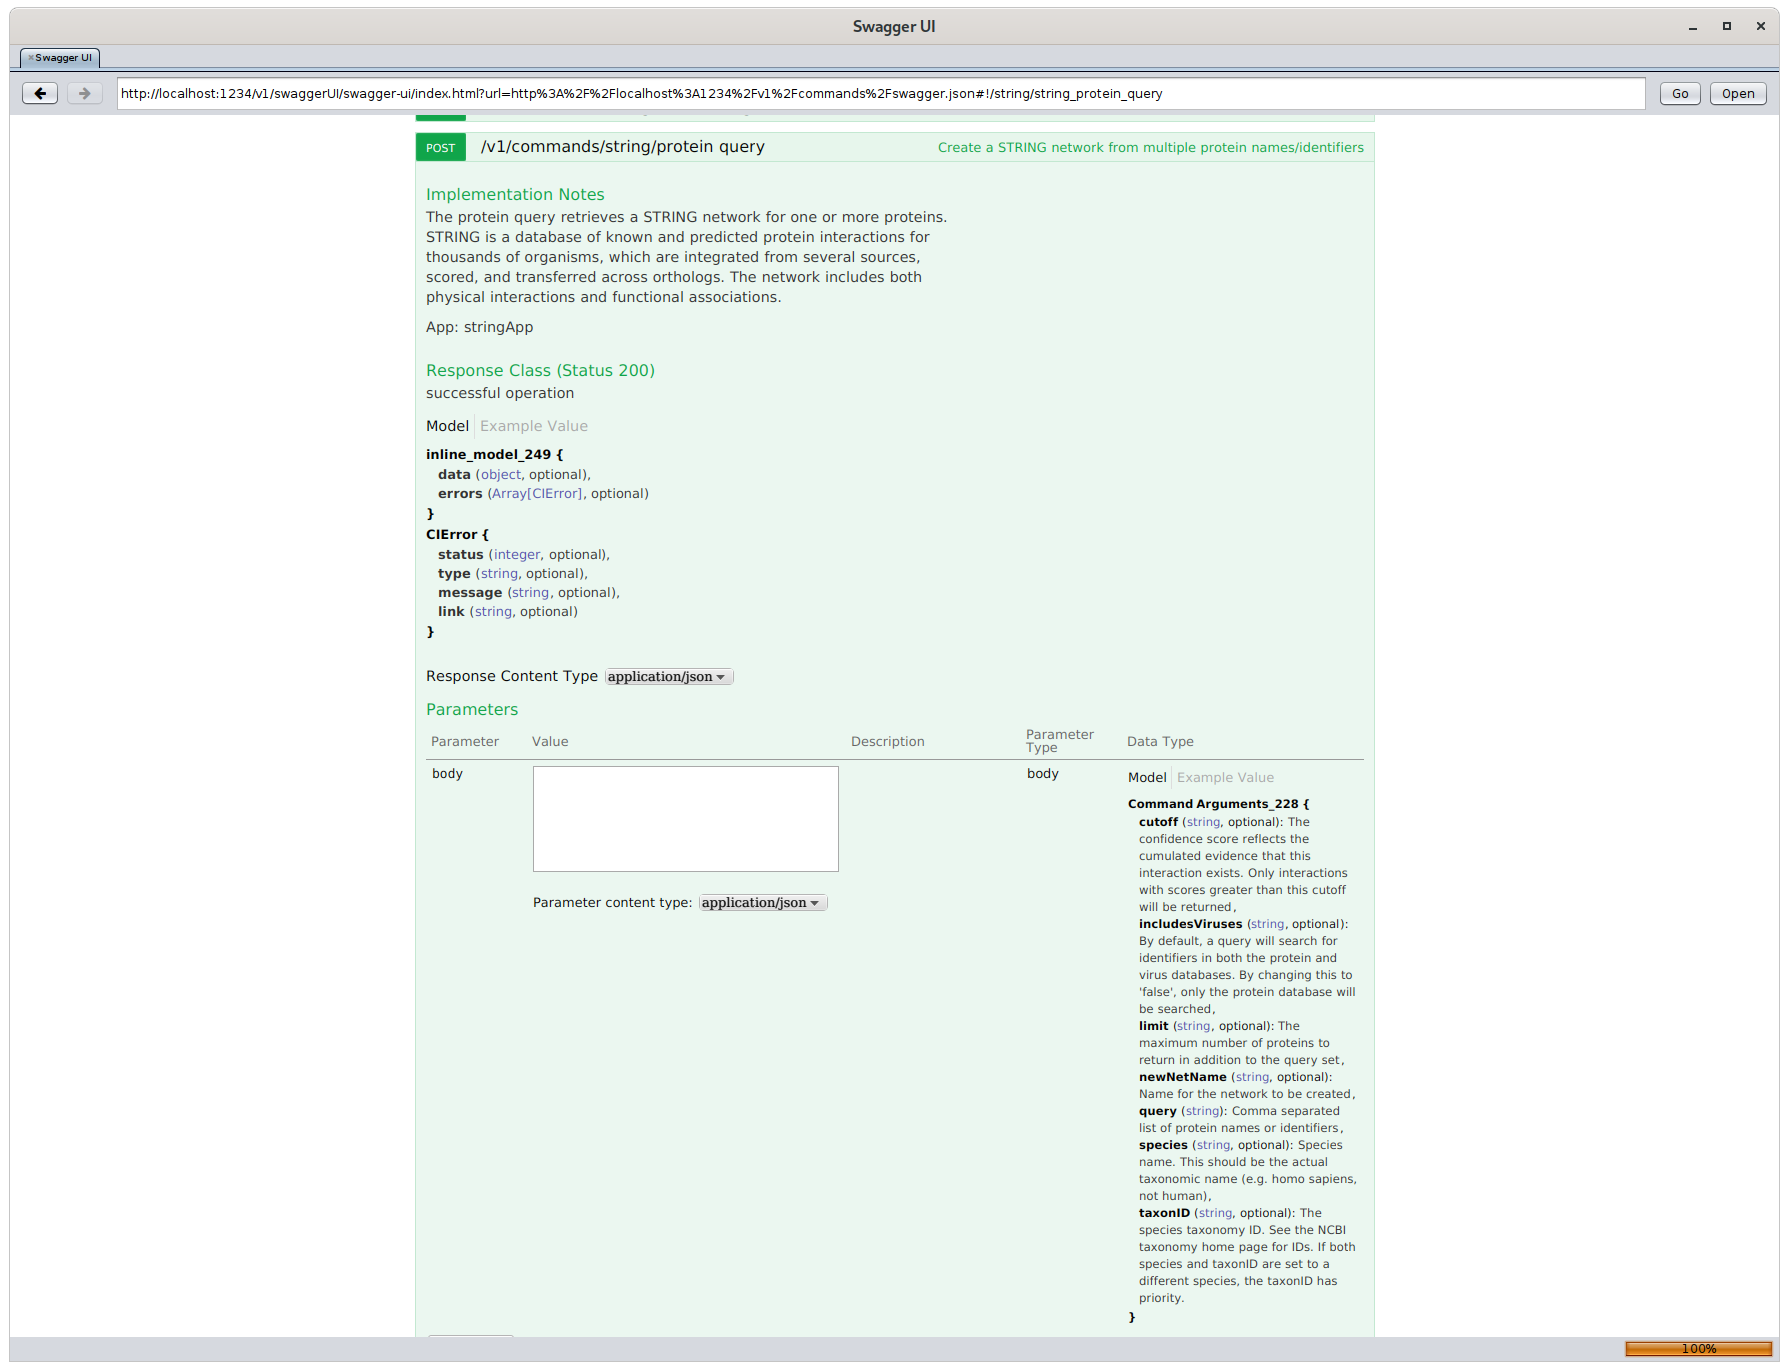 Swagger UI
Swagger UI
http://localhost:1234/v1/swaggerUI/swagger-ui/index.html?url=http%3A%2F%2Flocalhost%3A1234%2Fv1%2Fcommands%2Fswagger.json#!/string/string_protein_query
Go
Open
POST
/v1/commands/string/protein query
Create a STRING network from multiple protein names/identifiers
Implementation Notes
The protein query retrieves a STRING network for one or more proteins.
STRING is a database of known and predicted protein interactions for
thousands of organisms, which are integrated from several sources,
scored, and transferred across orthologs. The network includes both
physical interactions and functional associations.
App: stringApp
Response Class (Status 200)
successful operation
Model Example Value
inline_model_249 {
data (object, optional),
errors (Array[CIError], optional)
}
CIError {
status (integer, optional),
type (string, optional),
message (string, optional),
link (string, optional)
}
Response Content Type application/json
Parameters
Parameter Value Description Parameter Type Data Type
body
Parameter content type: application/json
body
Model Example Value
Command Arguments_228 {
cutoff (string, optional): The
confidence score reflects the
cumulated evidence that this
interaction exists. Only interactions
with scores greater than this cutoff
will be returned,
includesViruses (string, optional):
By default, a query will search for
identifiers in both the protein and
virus databases. By changing this to
'false', only the protein database will
be searched,
limit (string, optional): The
maximum number of proteins to
return in addition to the query set,
newNetName (string, optional):
Name for the network to be created,
query (string): Comma separated
list of protein names or identifiers,
species (string, optional): Species
name. This should be the actual
taxonomic name (e.g. homo sapiens,
not human),
taxonID (string, optional): The
species taxonomy ID. See the NCBI
taxonomy home page for IDs. If both
species and taxonID are set to a
different species, the taxonID has
priority.
}
100%